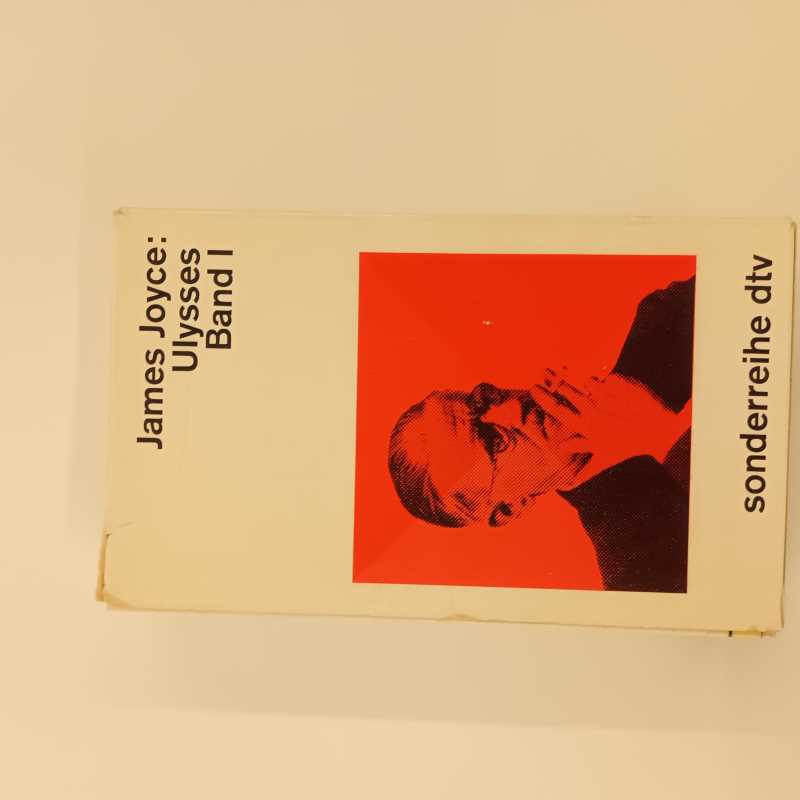 James Joyce:
Ulysses
Band I
sonderreihe dtv